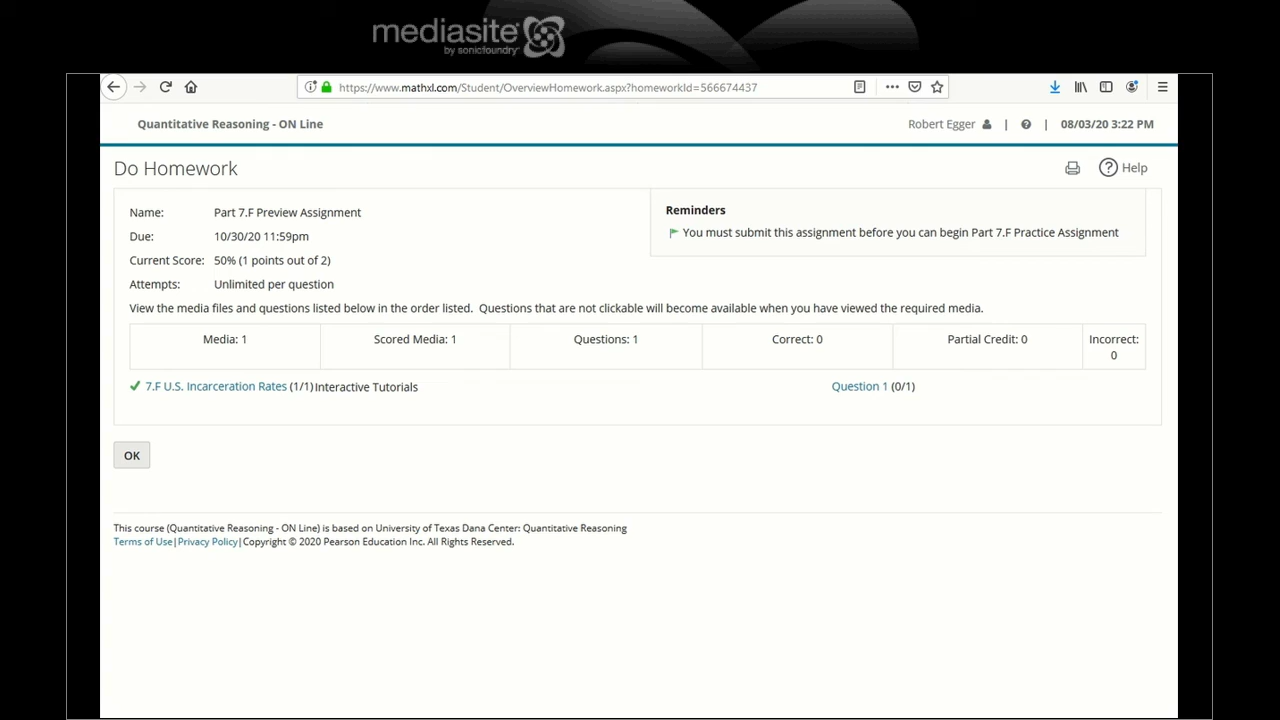 mediasite
by sonicfoundry
https://www.mathxl.com/Student/OverviewHomework.aspx?homeworkId=566674437
Quantitative Reasoning - ON Line
Robert Egger | | 08/03/20 3:22 PM
Do Homework
Help
Name: Part 7.F Preview Assignment
Due: 10/30/20 11:59pm
Current Score: 50% (1 points out of 2)
Attempts: Unlimited per question
Reminders
You must submit this assignment before you can begin Part 7.F Practice Assignment
View the media files and questions listed below in the order listed. Questions that are not clickable will become available when you have viewed the required media.
Media: 1 Scored Media: 1 Questions: 1 Correct: 0 Partial Credit: 0 Incorrect:
0
7.F U.S. Incarceration Rates (1/1) Interactive Tutorials Question 1 (0/1)
OK
This course (Quantitative Reasoning - ON Line) is based on University of Texas Dana Center: Quantitative Reasoning
Terms of Use|Privacy Policy|Copyright © 2020 Pearson Education Inc. All Rights Reserved.